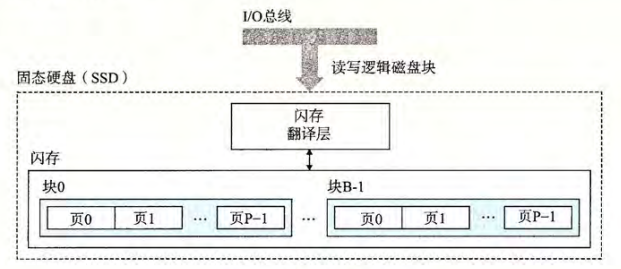 I/O总线
读写逻辑磁盘块
固态硬盘（SSD）
闪存
翻译层
闪存
块0
块B-1
页0 页1 … 页P-1 … 页0 页1 … 页P-1